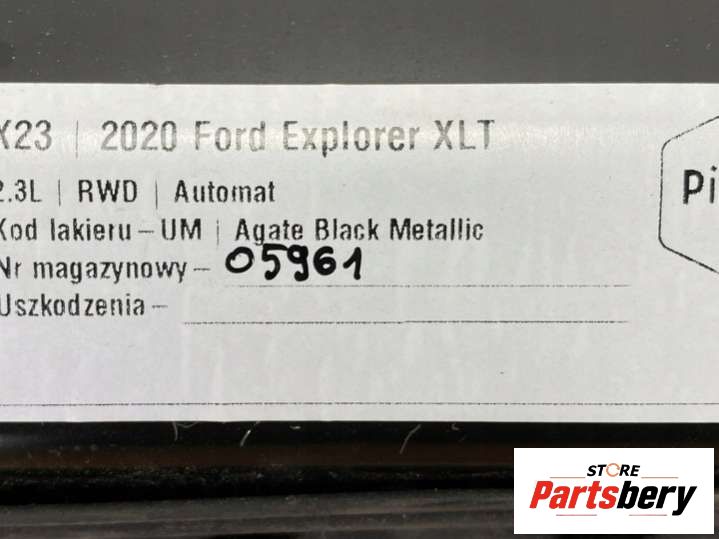 X23 | 2020 Ford Explorer XLT
2.3L | RWD | Automat
Kod lakieru – UM | Agate Black Metallic
Nr magazynowy – 05961
Uszkodzenia –
STORE
Partsbery